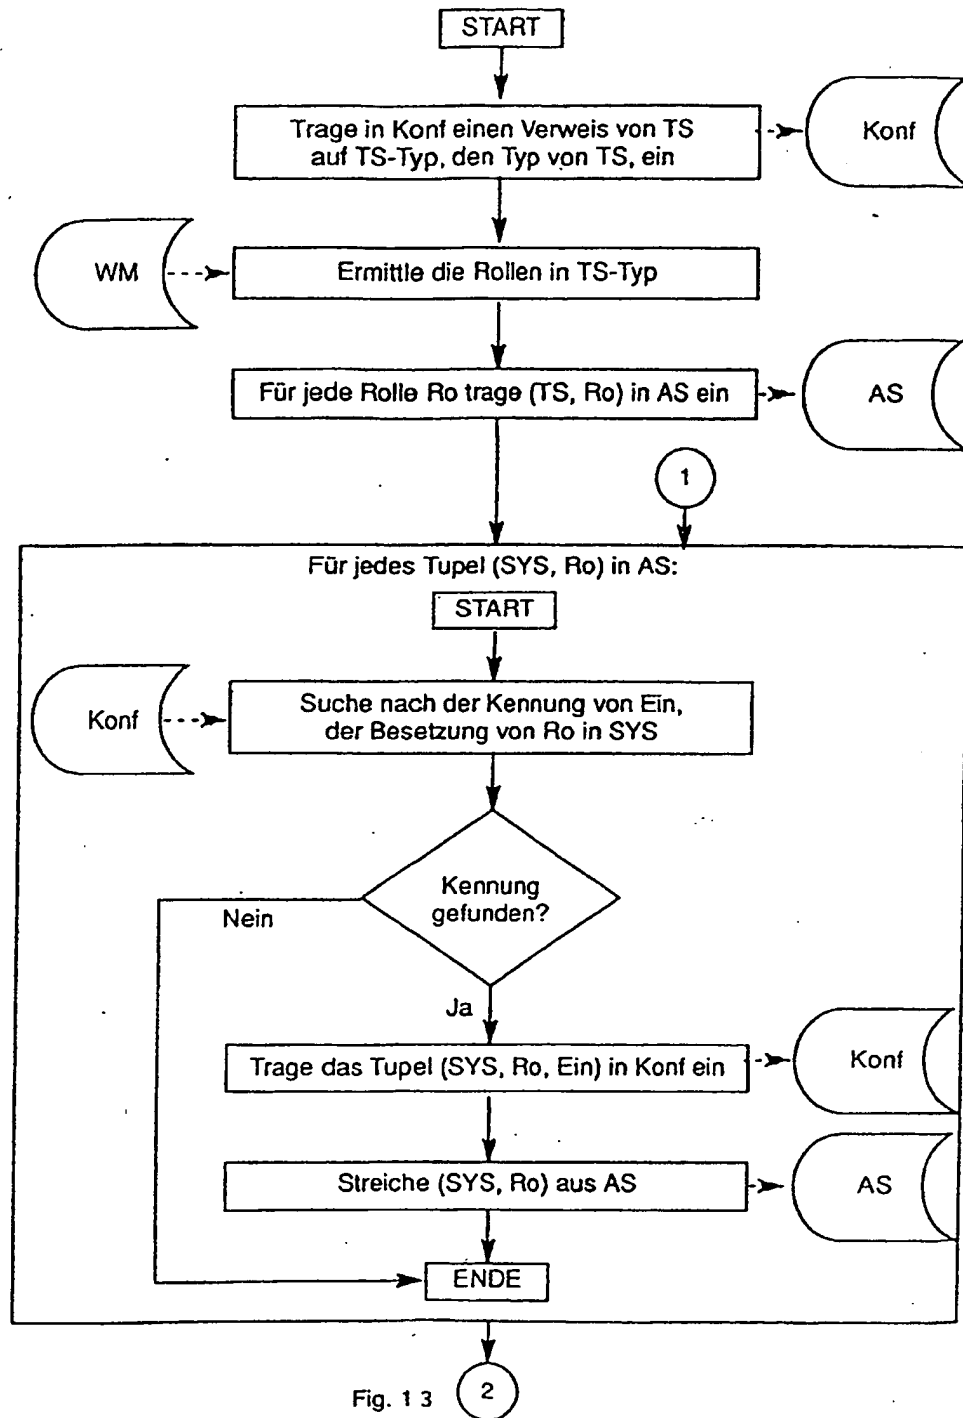 START
Trage in Konf einen Verweis von TS
auf TS-Typ, den Typ von TS, ein
Konf
WM
Ermittle die Rollen in TS-Typ
Für jede Rolle Ro trage (TS, Ro) in AS ein
AS
1
Für jedes Tupel (SYS, Ro) in AS:
START
Konf
Suche nach der Kennung von Ein,
der Besetzung von Ro in SYS
Kennung
gefunden?
Nein
Ja
Trage das Tupel (SYS, Ro, Ein) in Konf ein
Konf
Streiche (SYS, Ro) aus AS
AS
ENDE
2
Fig. 13